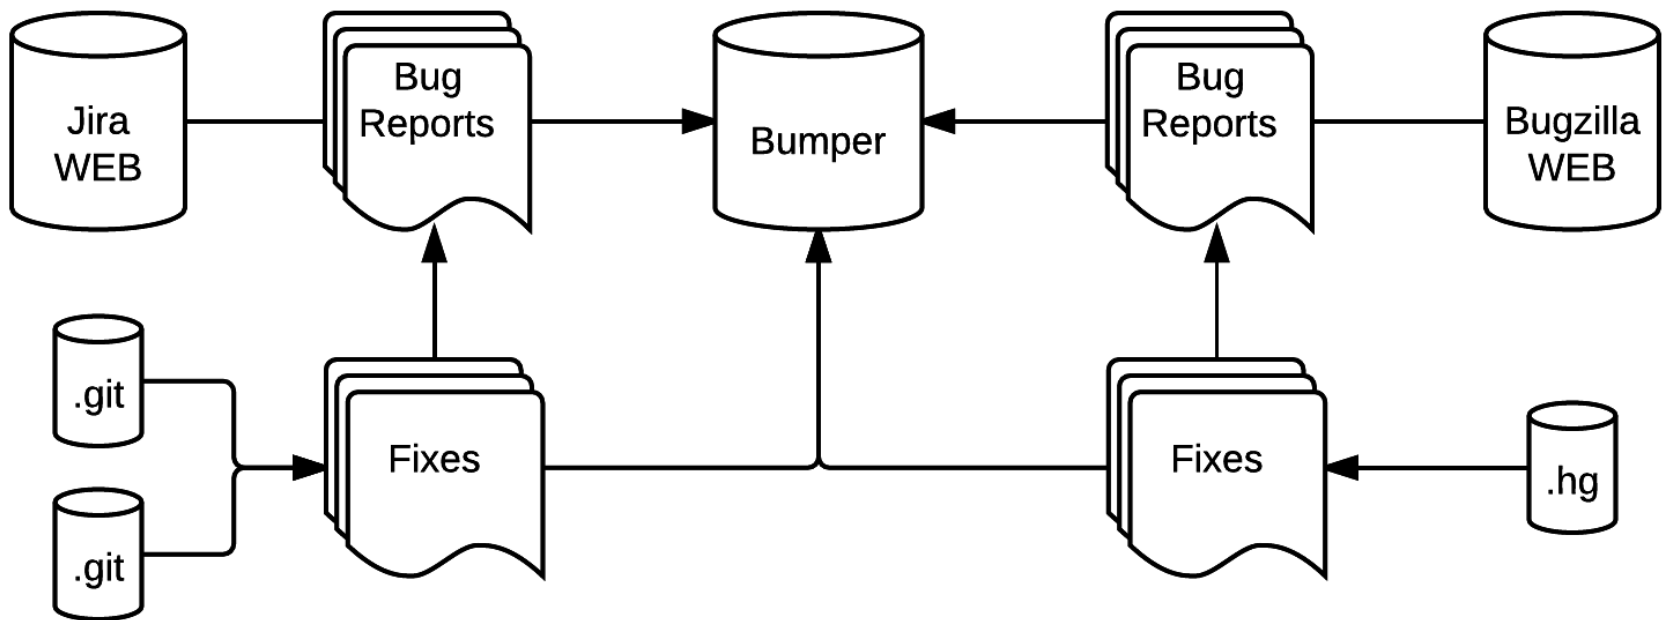 Jira
WEB
Bug
Reports
Bumper
Bug
Reports
Bugzilla
WEB
.git
.git
Fixes
Fixes
.hg